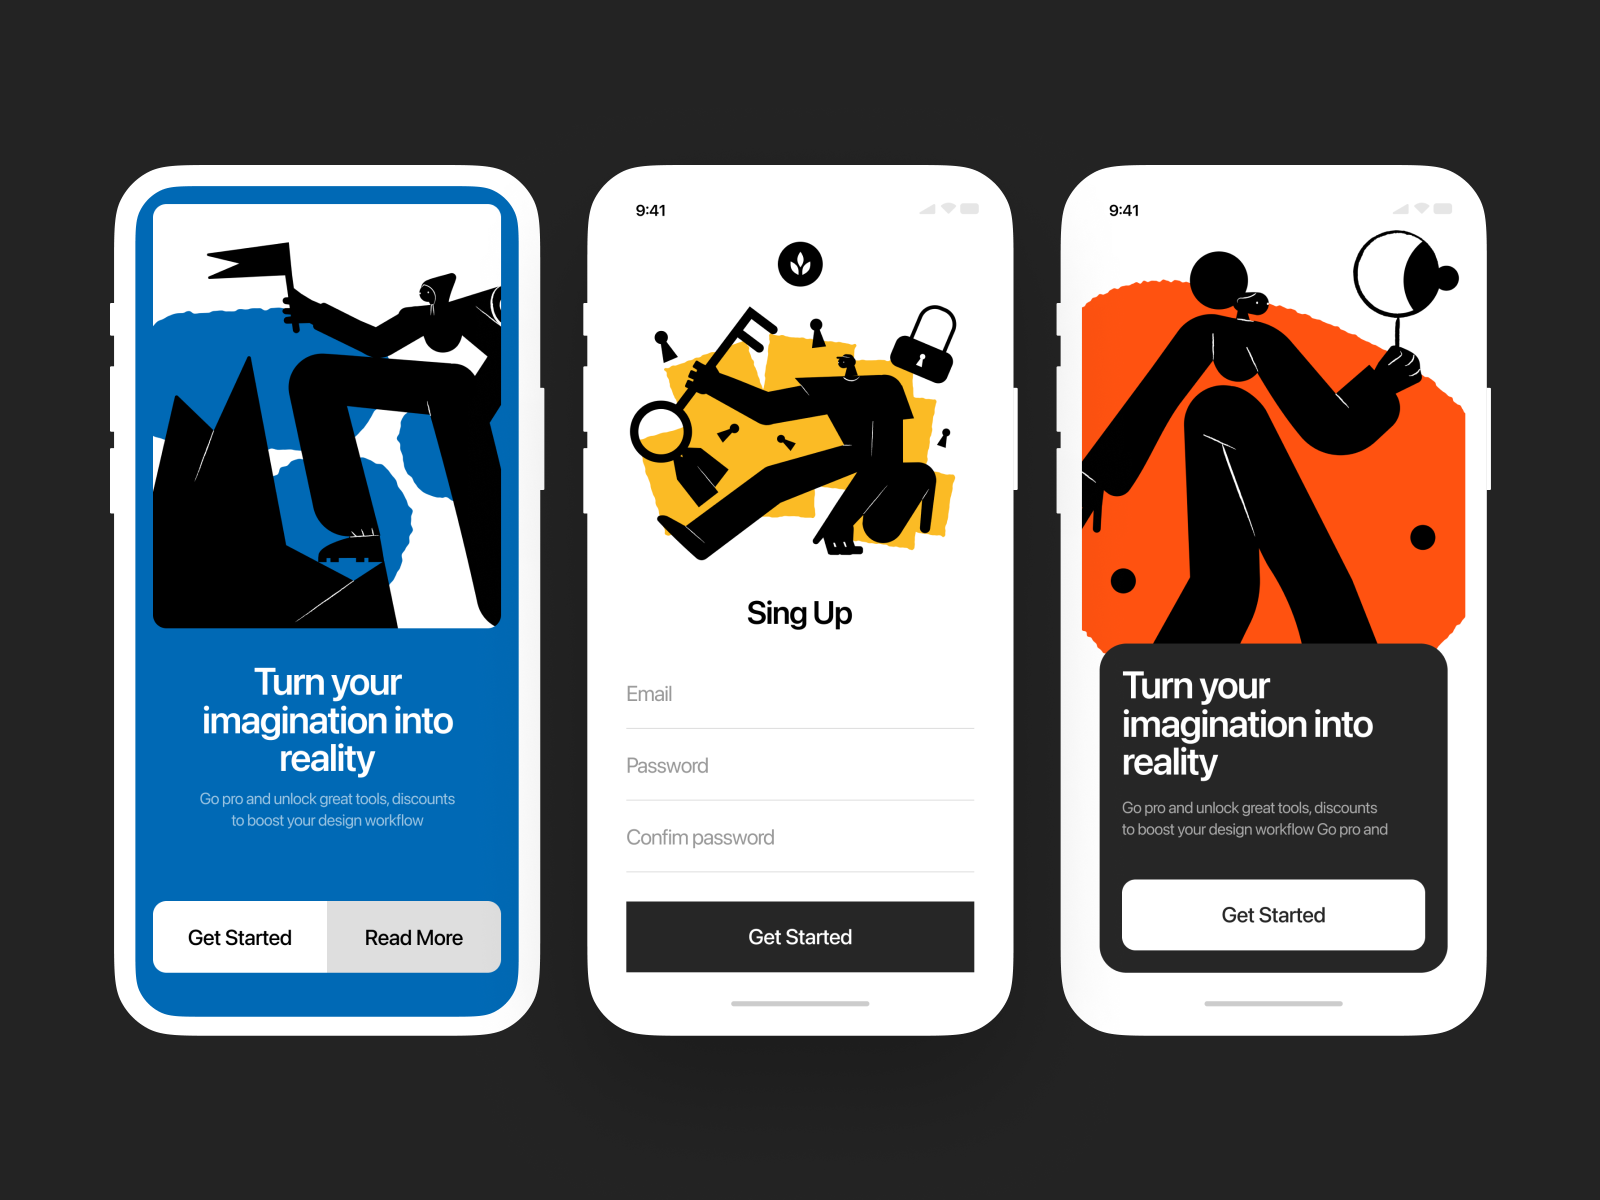 Turn your
imagination into
reality
Go pro and unlock great tools, discounts
to boost your design workflow
Get Started
Read More
9:41
Sing Up
Email
Password
Confim password
Get Started
9:41
Turn your
imagination into
reality
Go pro and unlock great tools, discounts
to boost your design workflow Go pro and
Get Started